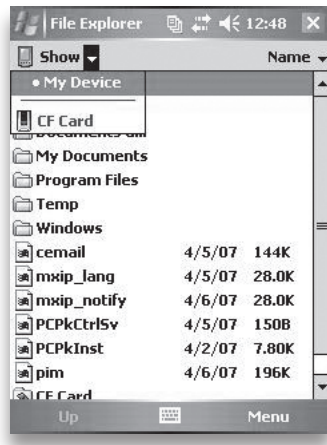 File Explorer 12:48
Show Name
My Device
CF Card
My Documents
Program Files
Temp
Windows
cemail 4/5/07 144K
mxip_lang 4/5/07 28.0K
mxip_notify 4/6/07 28.0K
PCPkCtrlSv 4/5/07 150B
PCPkInst 4/2/07 7.80K
pim 4/6/07 196K
CF Card
Up Menu